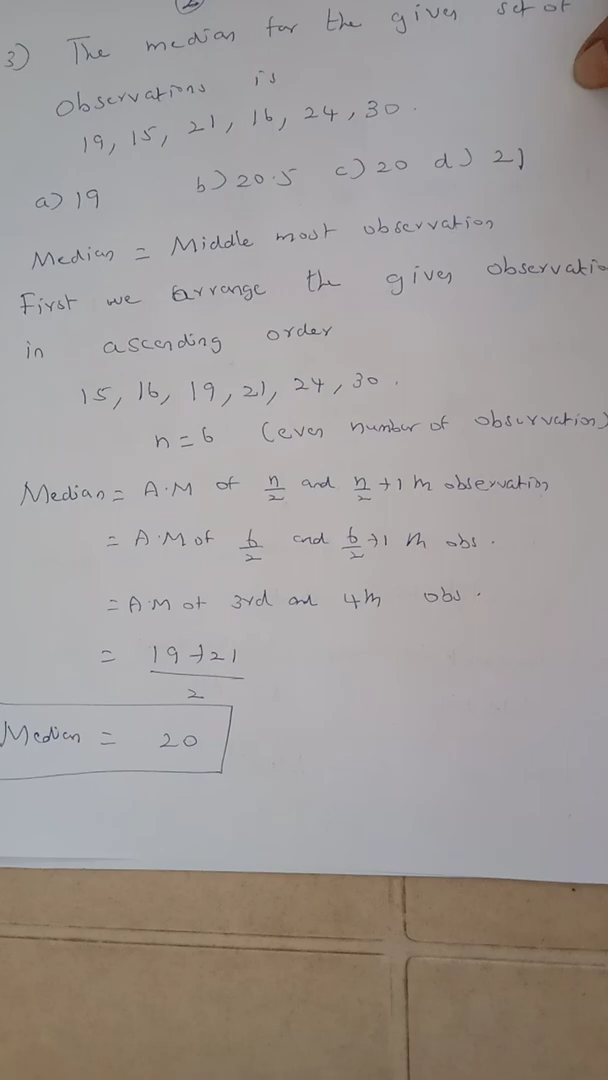 3) The median for the given set of
observations is
19, 15, 21, 16, 24, 30.
a) 19 b) 20.5 c) 20 d) 21
Median = Middle most observation
First we arrange the given observatio
in ascending order
15, 16, 19, 21, 24, 30.
n = 6 (even number of observation)
Median = A.M of n/2 and n/2 +1 th observation
= A.M of 6/2 and 6/2 +1 th obs.
= A.M of 3rd and 4th obs.
= 19+21/2
Median = 20